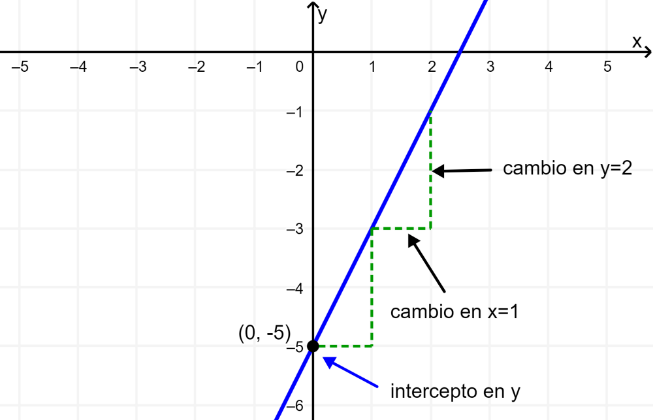 y
x
–5 –4 –3 –2 –1 0 1 2 3 4 5
–1
cambio en y=2
–2
–3
–4
cambio en x=1
(0, -5)
–5
intercepto en y
–6